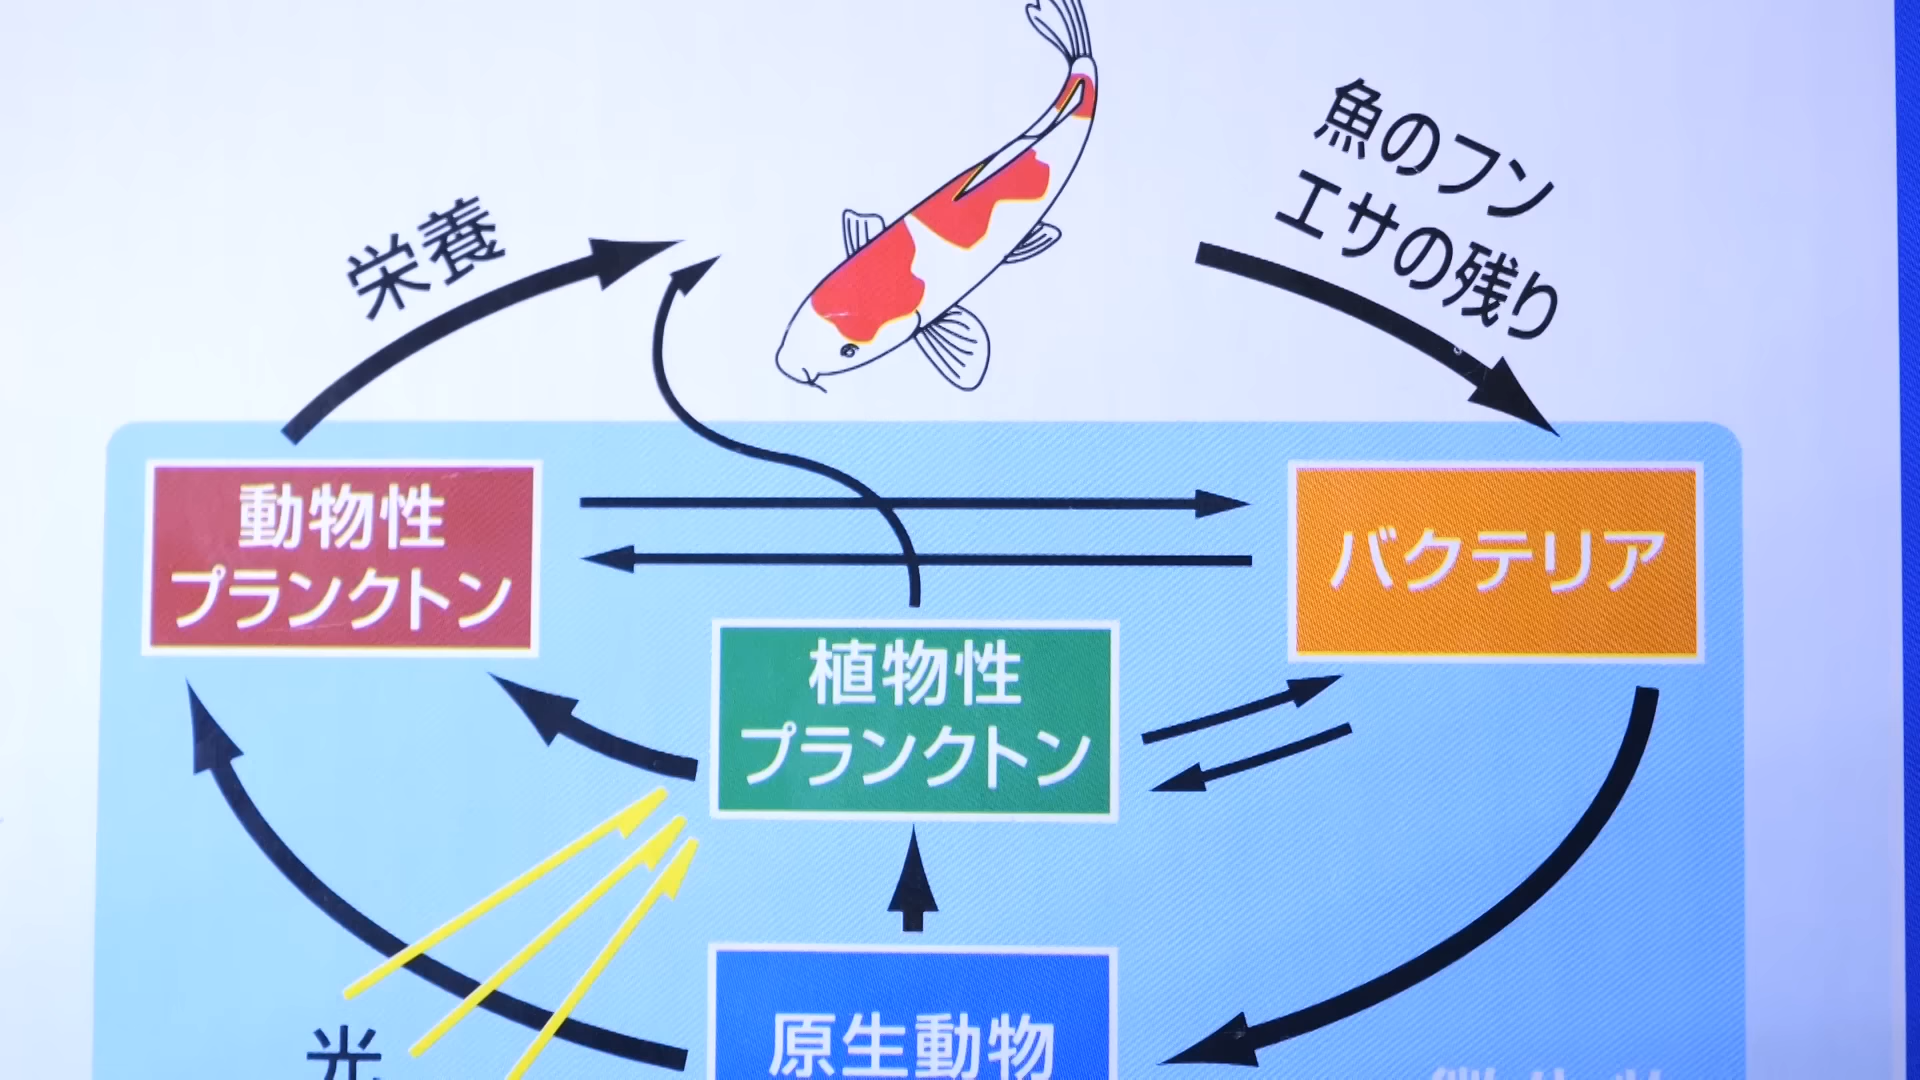 魚のフン
エサの残り
栄養
動物性
プランクトン
バクテリア
植物性
プランクトン
光
原生動物